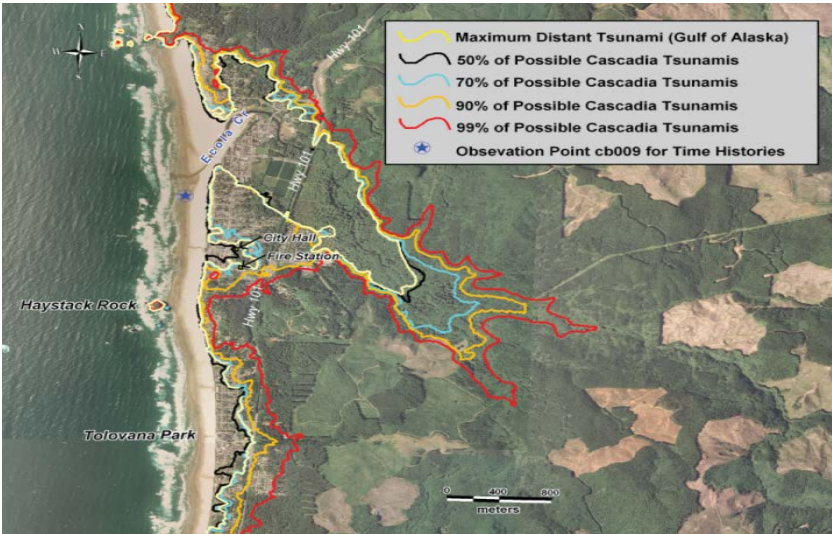 Maximum Distant Tsunami (Gulf of Alaska)
50% of Possible Cascadia Tsunamis
70% of Possible Cascadia Tsunamis
90% of Possible Cascadia Tsunamis
99% of Possible Cascadia Tsunamis
Obsevation Point cb009 for Time Histories
N
W
E
S
Hwy 101
Ecola Cr
Hwy 101
City Hall
Fire Station
Haystack Rock
Hwy 101
Tolovana Park
0 400 800
meters